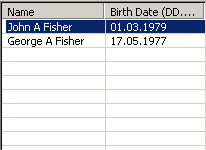 Name Birth Date (DD....
John A Fisher 01.03.1979
George A Fisher 17.05.1977